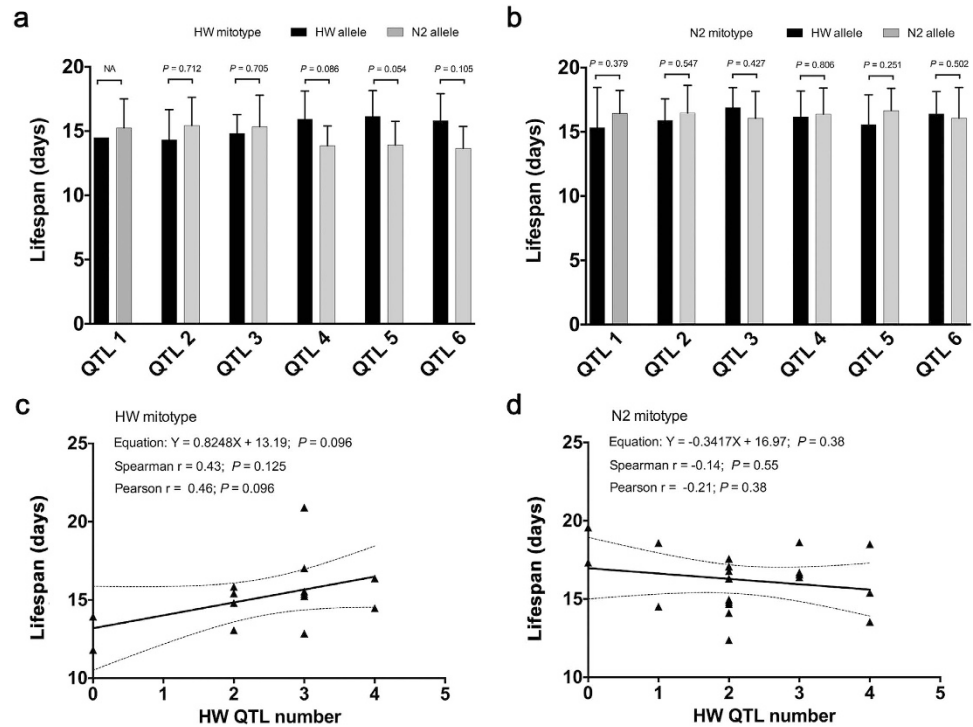 a
HW mitotype HW allele N2 allele
NA P = 0.712 P = 0.705 P = 0.086 P = 0.054 P = 0.105
20
15
10
5
0
Lifespan (days)
QTL 1 QTL 2 QTL 3 QTL 4 QTL 5 QTL 6
b
N2 mitotype HW allele N2 allele
P = 0.379 P = 0.547 P = 0.427 P = 0.806 P = 0.251 P = 0.502
20
15
10
5
0
Lifespan (days)
QTL 1 QTL 2 QTL 3 QTL 4 QTL 5 QTL 6
c
HW mitotype
Equation: Y = 0.8248X + 13.19; P = 0.096
Spearman r = 0.43; P = 0.125
Pearson r = 0.46; P = 0.096
25
20
15
10
Lifespan (days)
0 1 2 3 4 5
HW QTL number
d
N2 mitotype
Equation: Y = -0.3417X + 16.97; P = 0.38
Spearman r = -0.14; P = 0.55
Pearson r = -0.21; P = 0.38
25
20
15
10
Lifespan (days)
0 1 2 3 4 5
HW QTL number